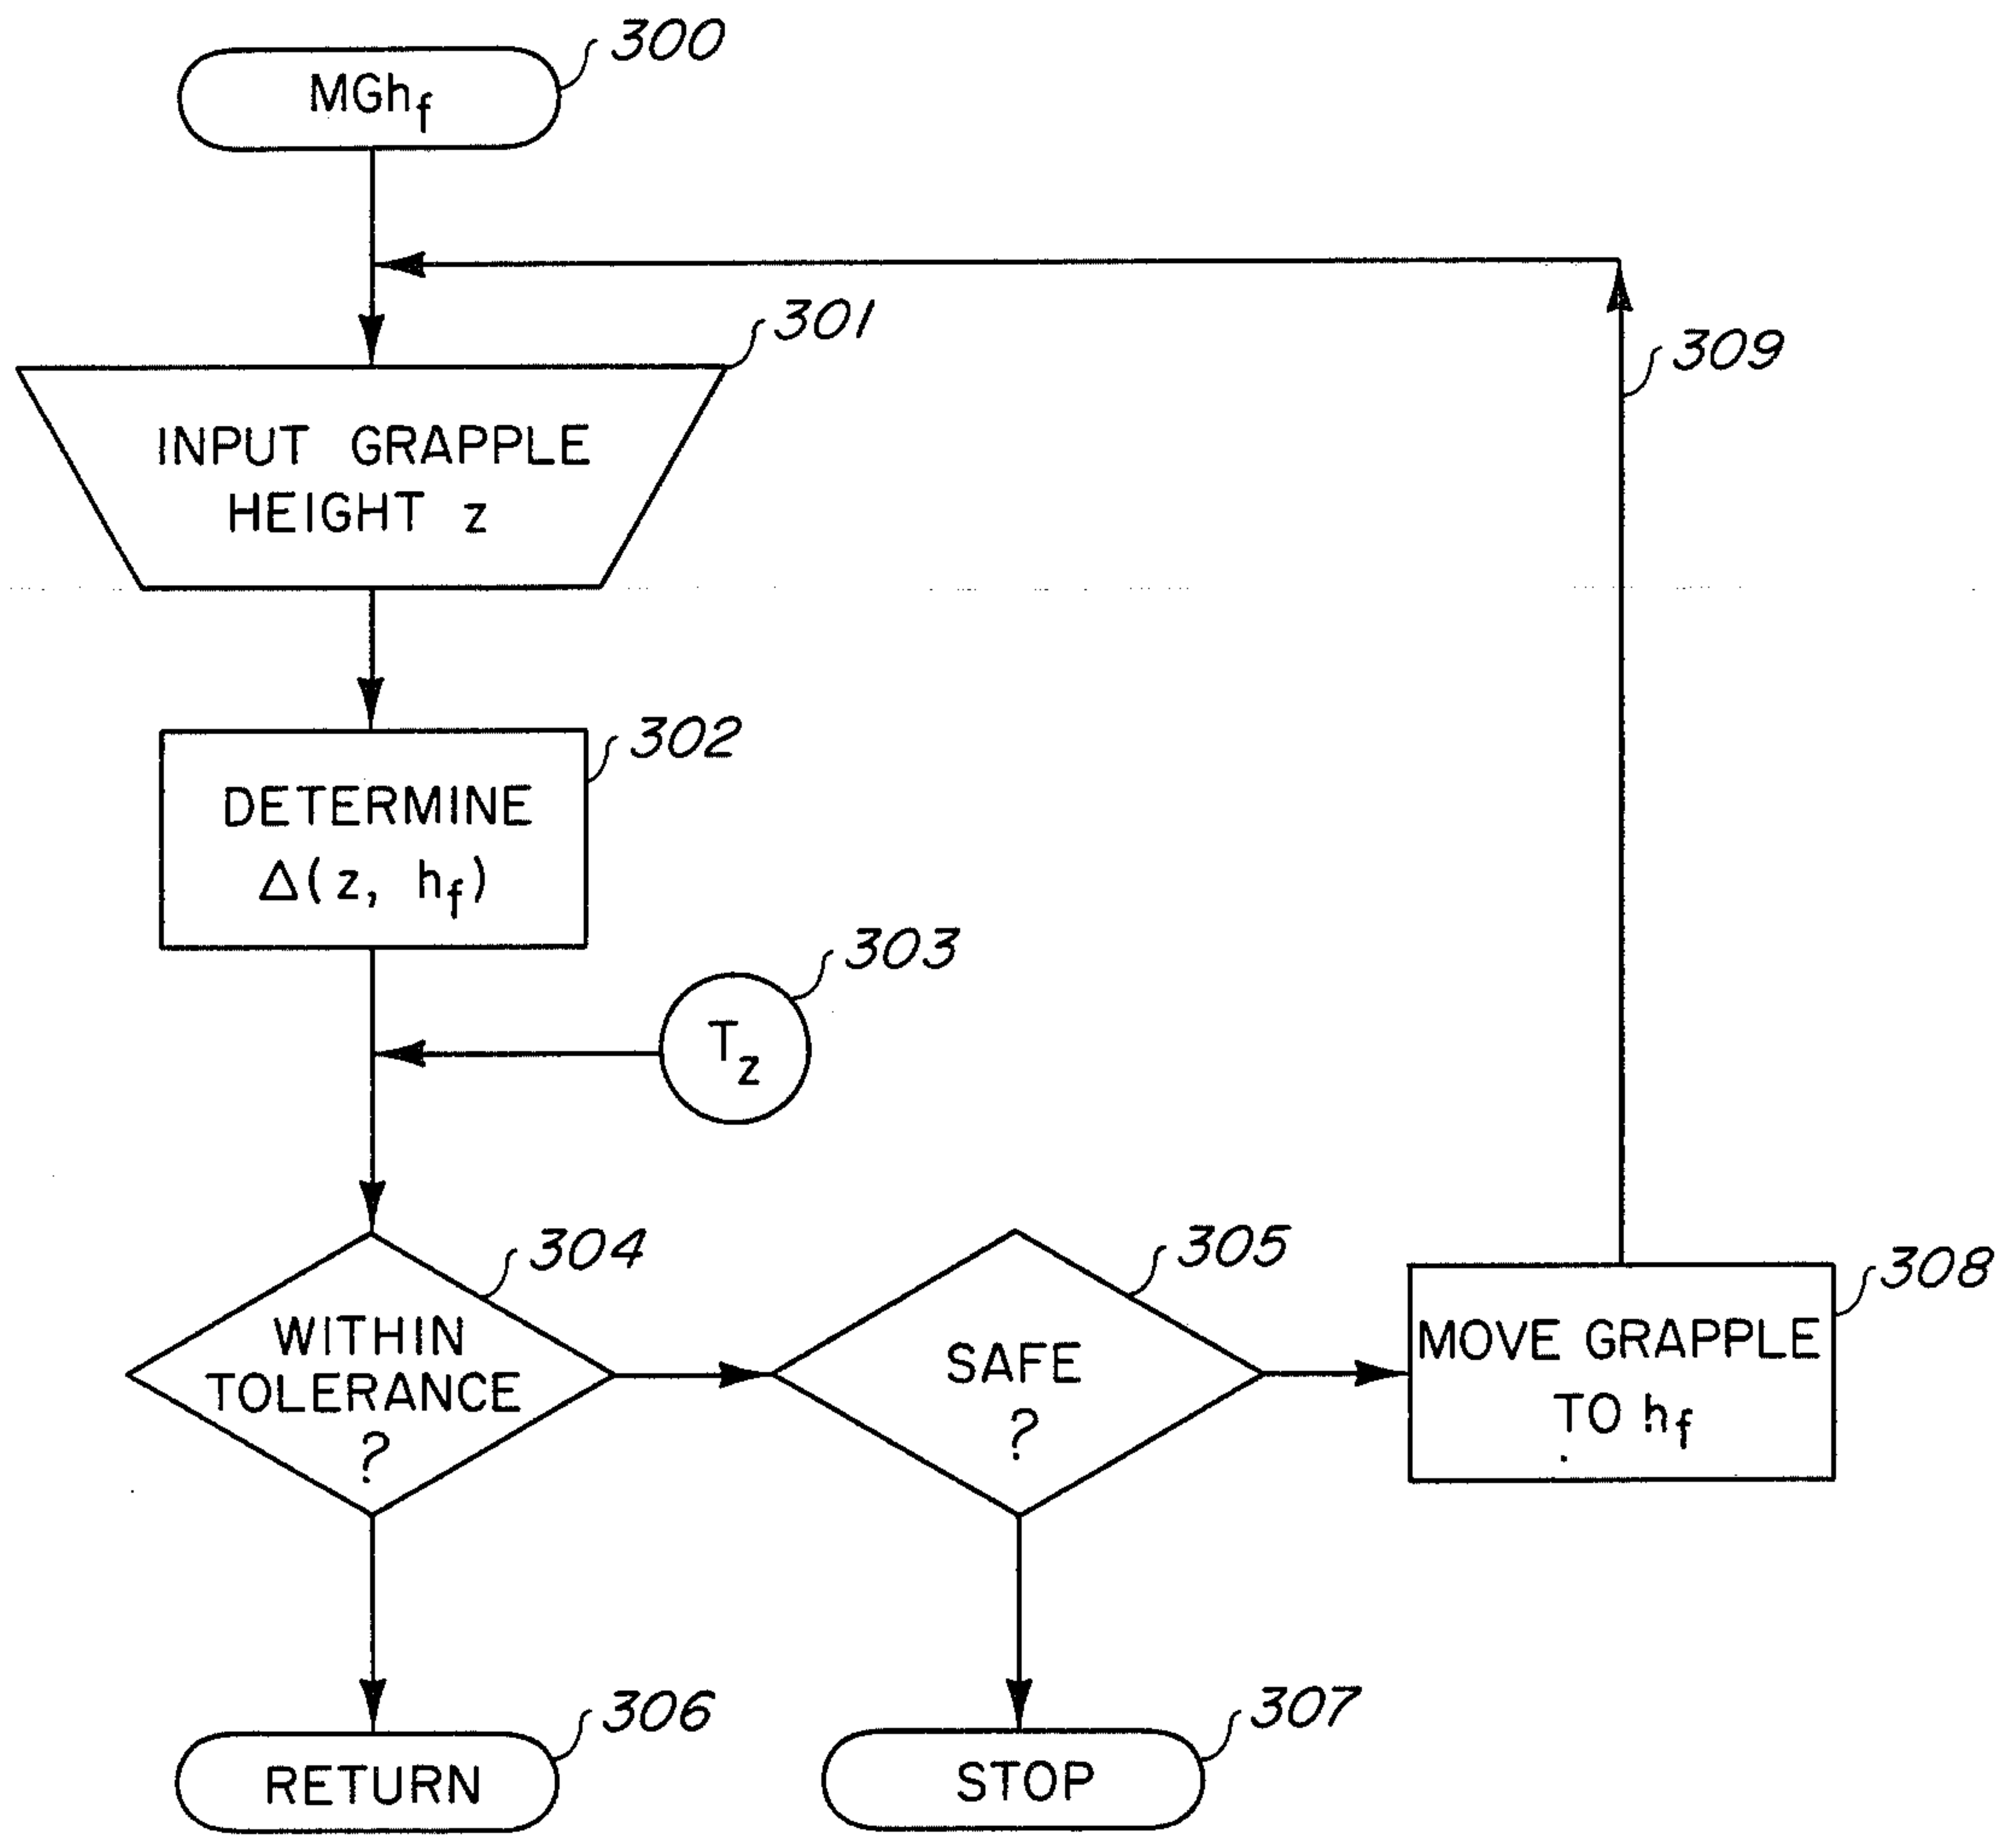 300
MGhf
301
309
INPUT GRAPPLE
HEIGHT z
302
DETERMINE
Δ(z, hf)
303
Tz
304
305
308
WITHIN
TOLERANCE
?
SAFE
?
MOVE GRAPPLE
TO hf
306
307
RETURN
STOP